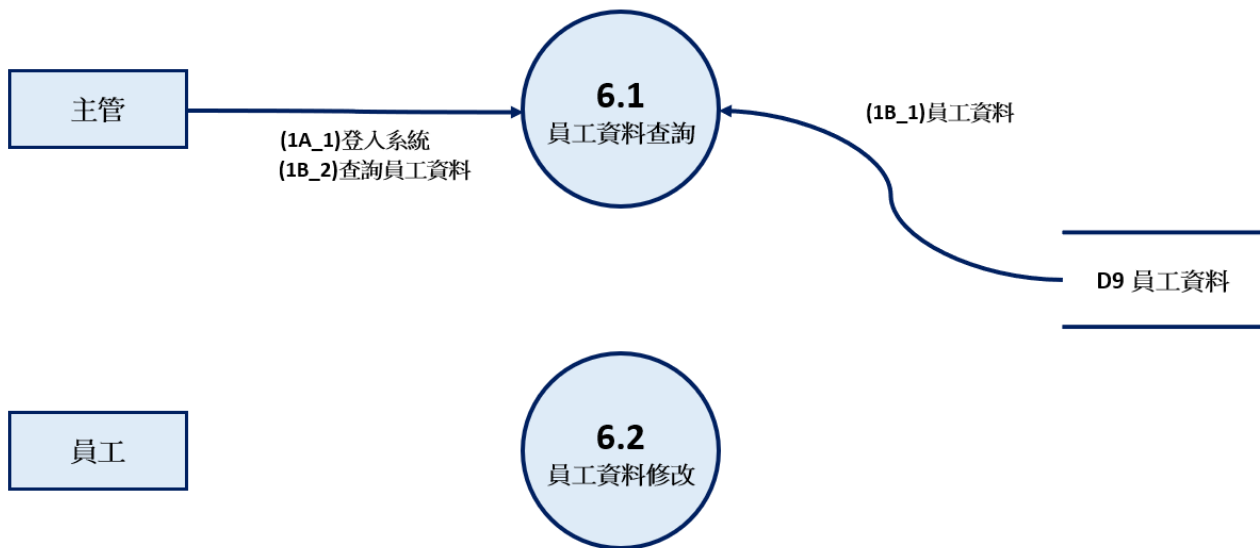 主管
6.1
員工資料查詢
(1A_1)登入系統
(1B_2)查詢員工資料
(1B_1)員工資料
D9 員工資料
員工
6.2
員工資料修改